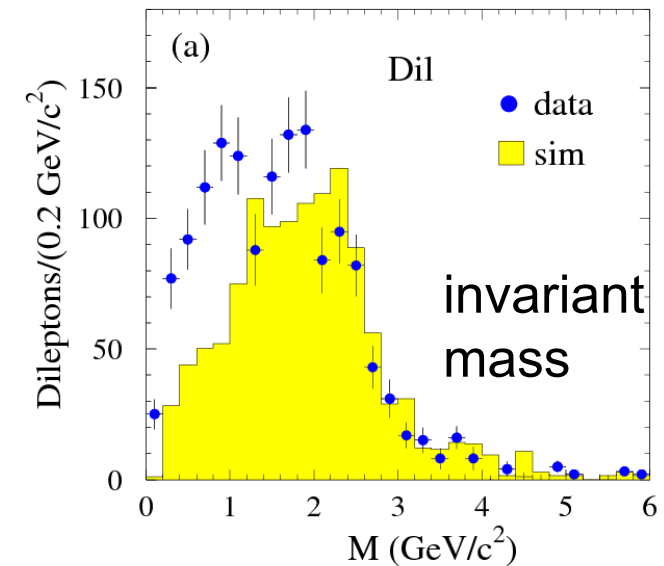 (a)
Dil
data
sim
invariant
mass
Dileptons/(0.2 GeV/c²)
150
100
50
0
0 1 2 3 4 5 6
M (GeV/c²)